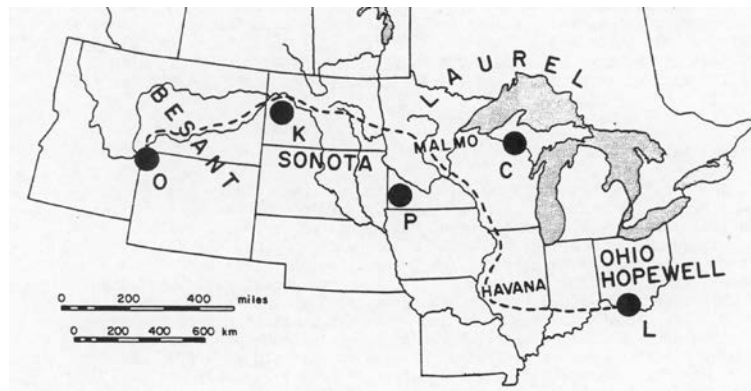 LAUREL
BESANT
K
MALMO
SONOTA
O
C
P
OHIO
HOPEWELL
HAVANA
L
0 200 400 miles
0 200 400 600 km